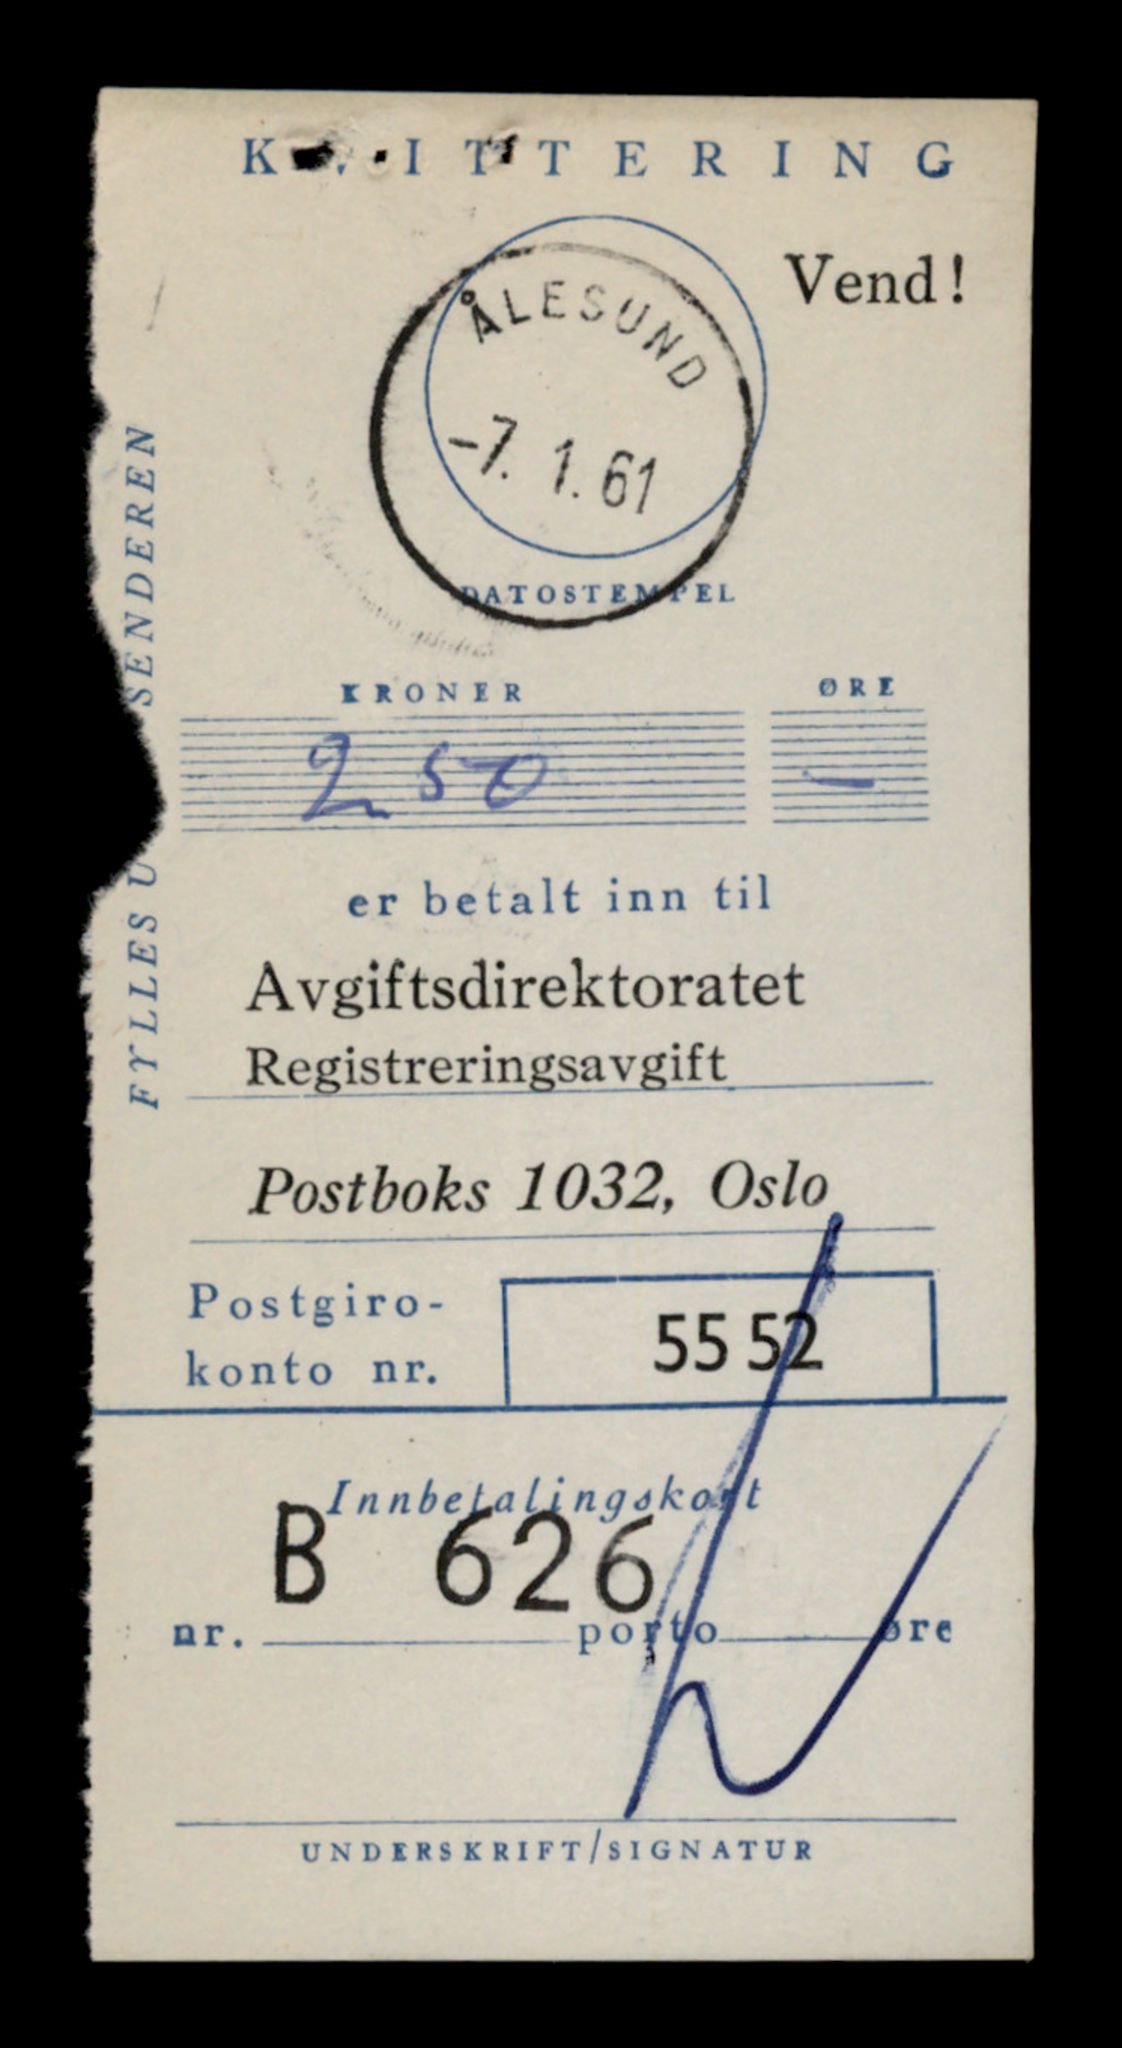 KVITTERING
Vend!
ÅLESUND
-7. 1. 61
DATOSTEMPEL
FYLLES U
SENDEREN
KRONER ØRE
250 —
er betalt inn til
Avgiftsdirektoratet
Registreringsavgift
Postboks 1032, Oslo
Postgiro-
konto nr. 55 52
Innbetalingskort
B 626
nr. porto øre
UNDERSKRIFT/SIGNATUR